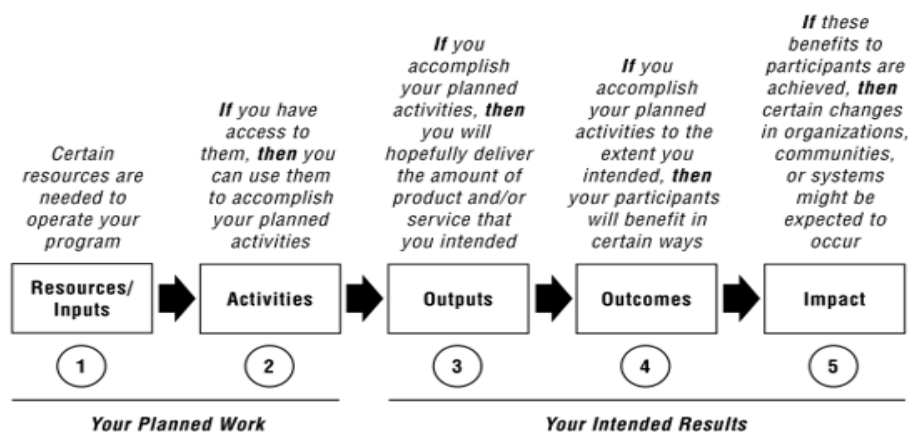 Certain
resources are
needed to
operate your
program
If you have
access to
them, then you
can use them
to accomplish
your planned
activities
If you
accomplish
your planned
activities, then
you will
hopefully deliver
the amount of
product and/or
service that
you intended
If you
accomplish
your planned
activities to the
extent you
intended, then
your participants
will benefit in
certain ways
If these
benefits to
participants are
achieved, then
certain changes
in organizations,
communities,
or systems
might be
expected to
occur
Resources/
Inputs
Activities
Outputs
Outcomes
Impact
1
2
3
4
5
Your Planned Work
Your Intended Results